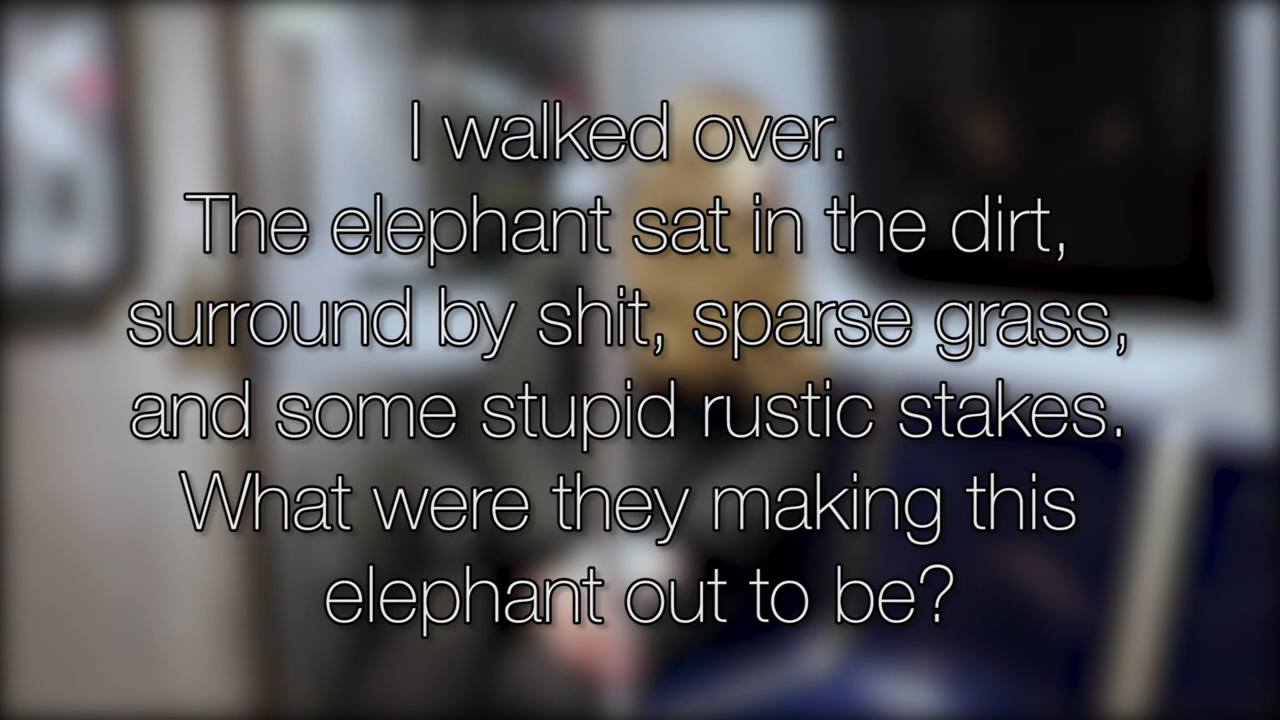 I walked over.
The elephant sat in the dirt,
surround by shit, sparse grass,
and some stupid rustic stakes.
What were they making this
elephant out to be?